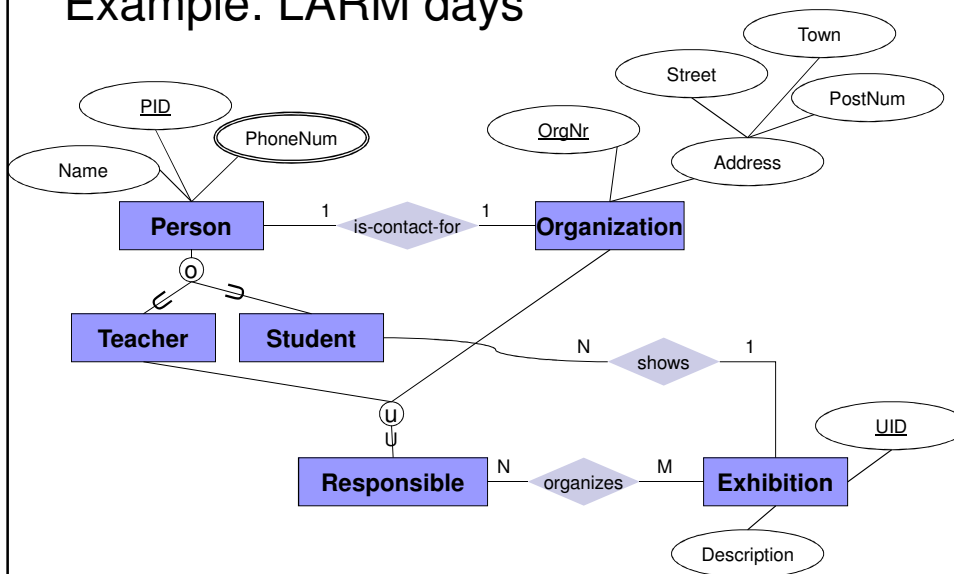 Example: LARM days
Town
Street
PID
PostNum
PhoneNum
OrgNr
Name
Address
Person
1
is-contact-for
1
Organization
o
U
U
Teacher
Student
N
shows
1
u
U
UID
Responsible
N
organizes
M
Exhibition
Description